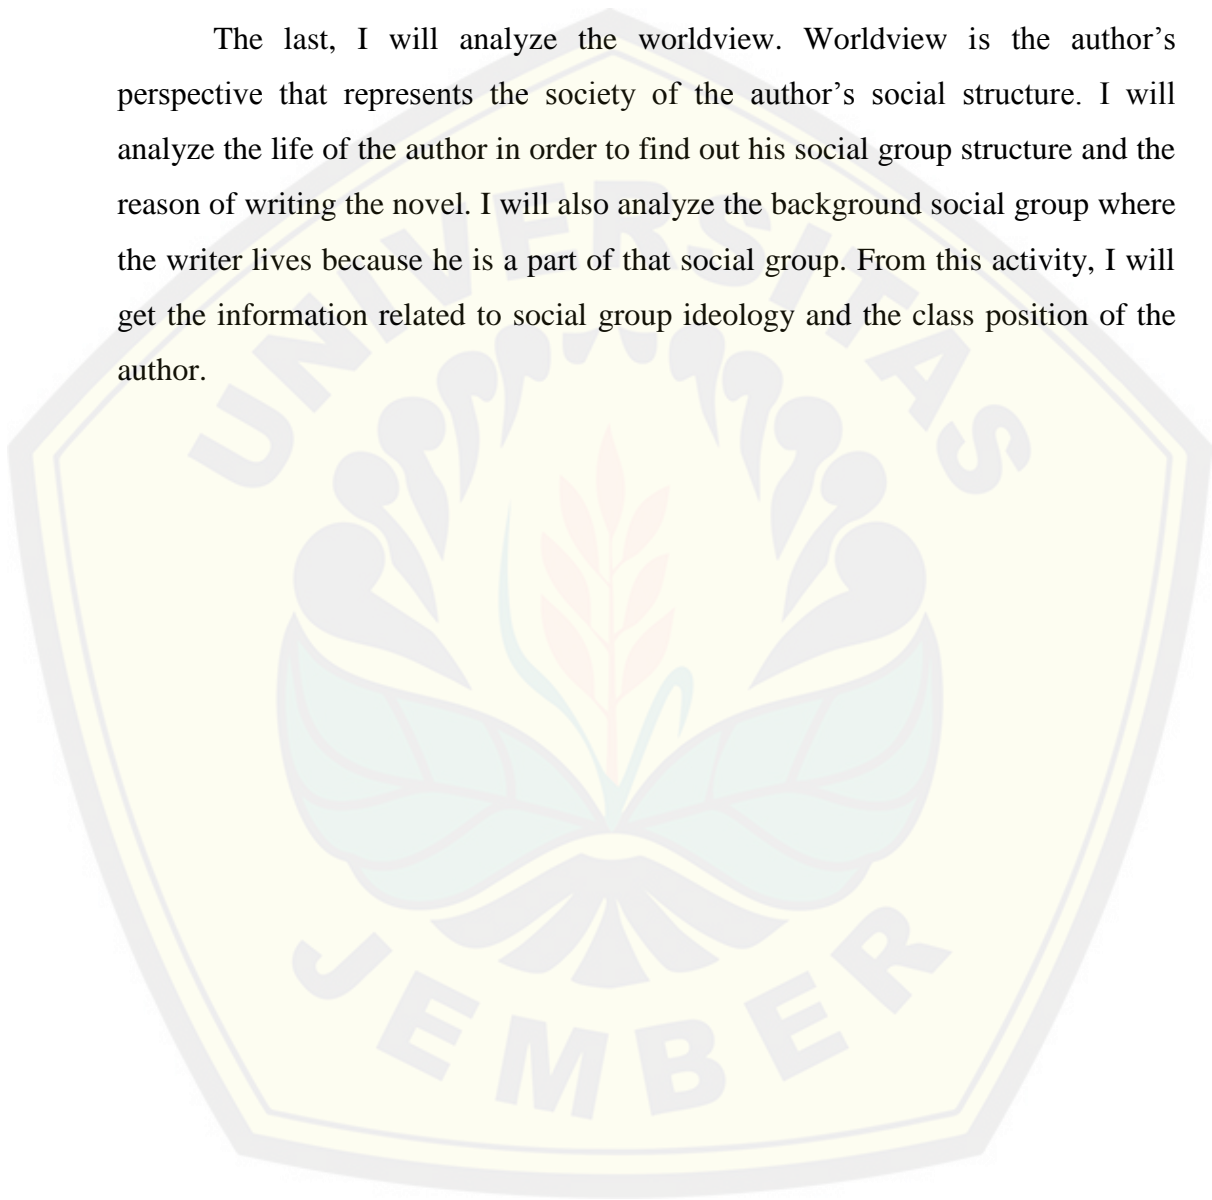 The last, I will analyze the worldview. Worldview is the author’s
perspective that represents the society of the author’s social structure. I will
analyze the life of the author in order to find out his social group structure and the
reason of writing the novel. I will also analyze the background social group where
the writer lives because he is a part of that social group. From this activity, I will
get the information related to social group ideology and the class position of the
author.
UNIVERSITAS
JEMBER